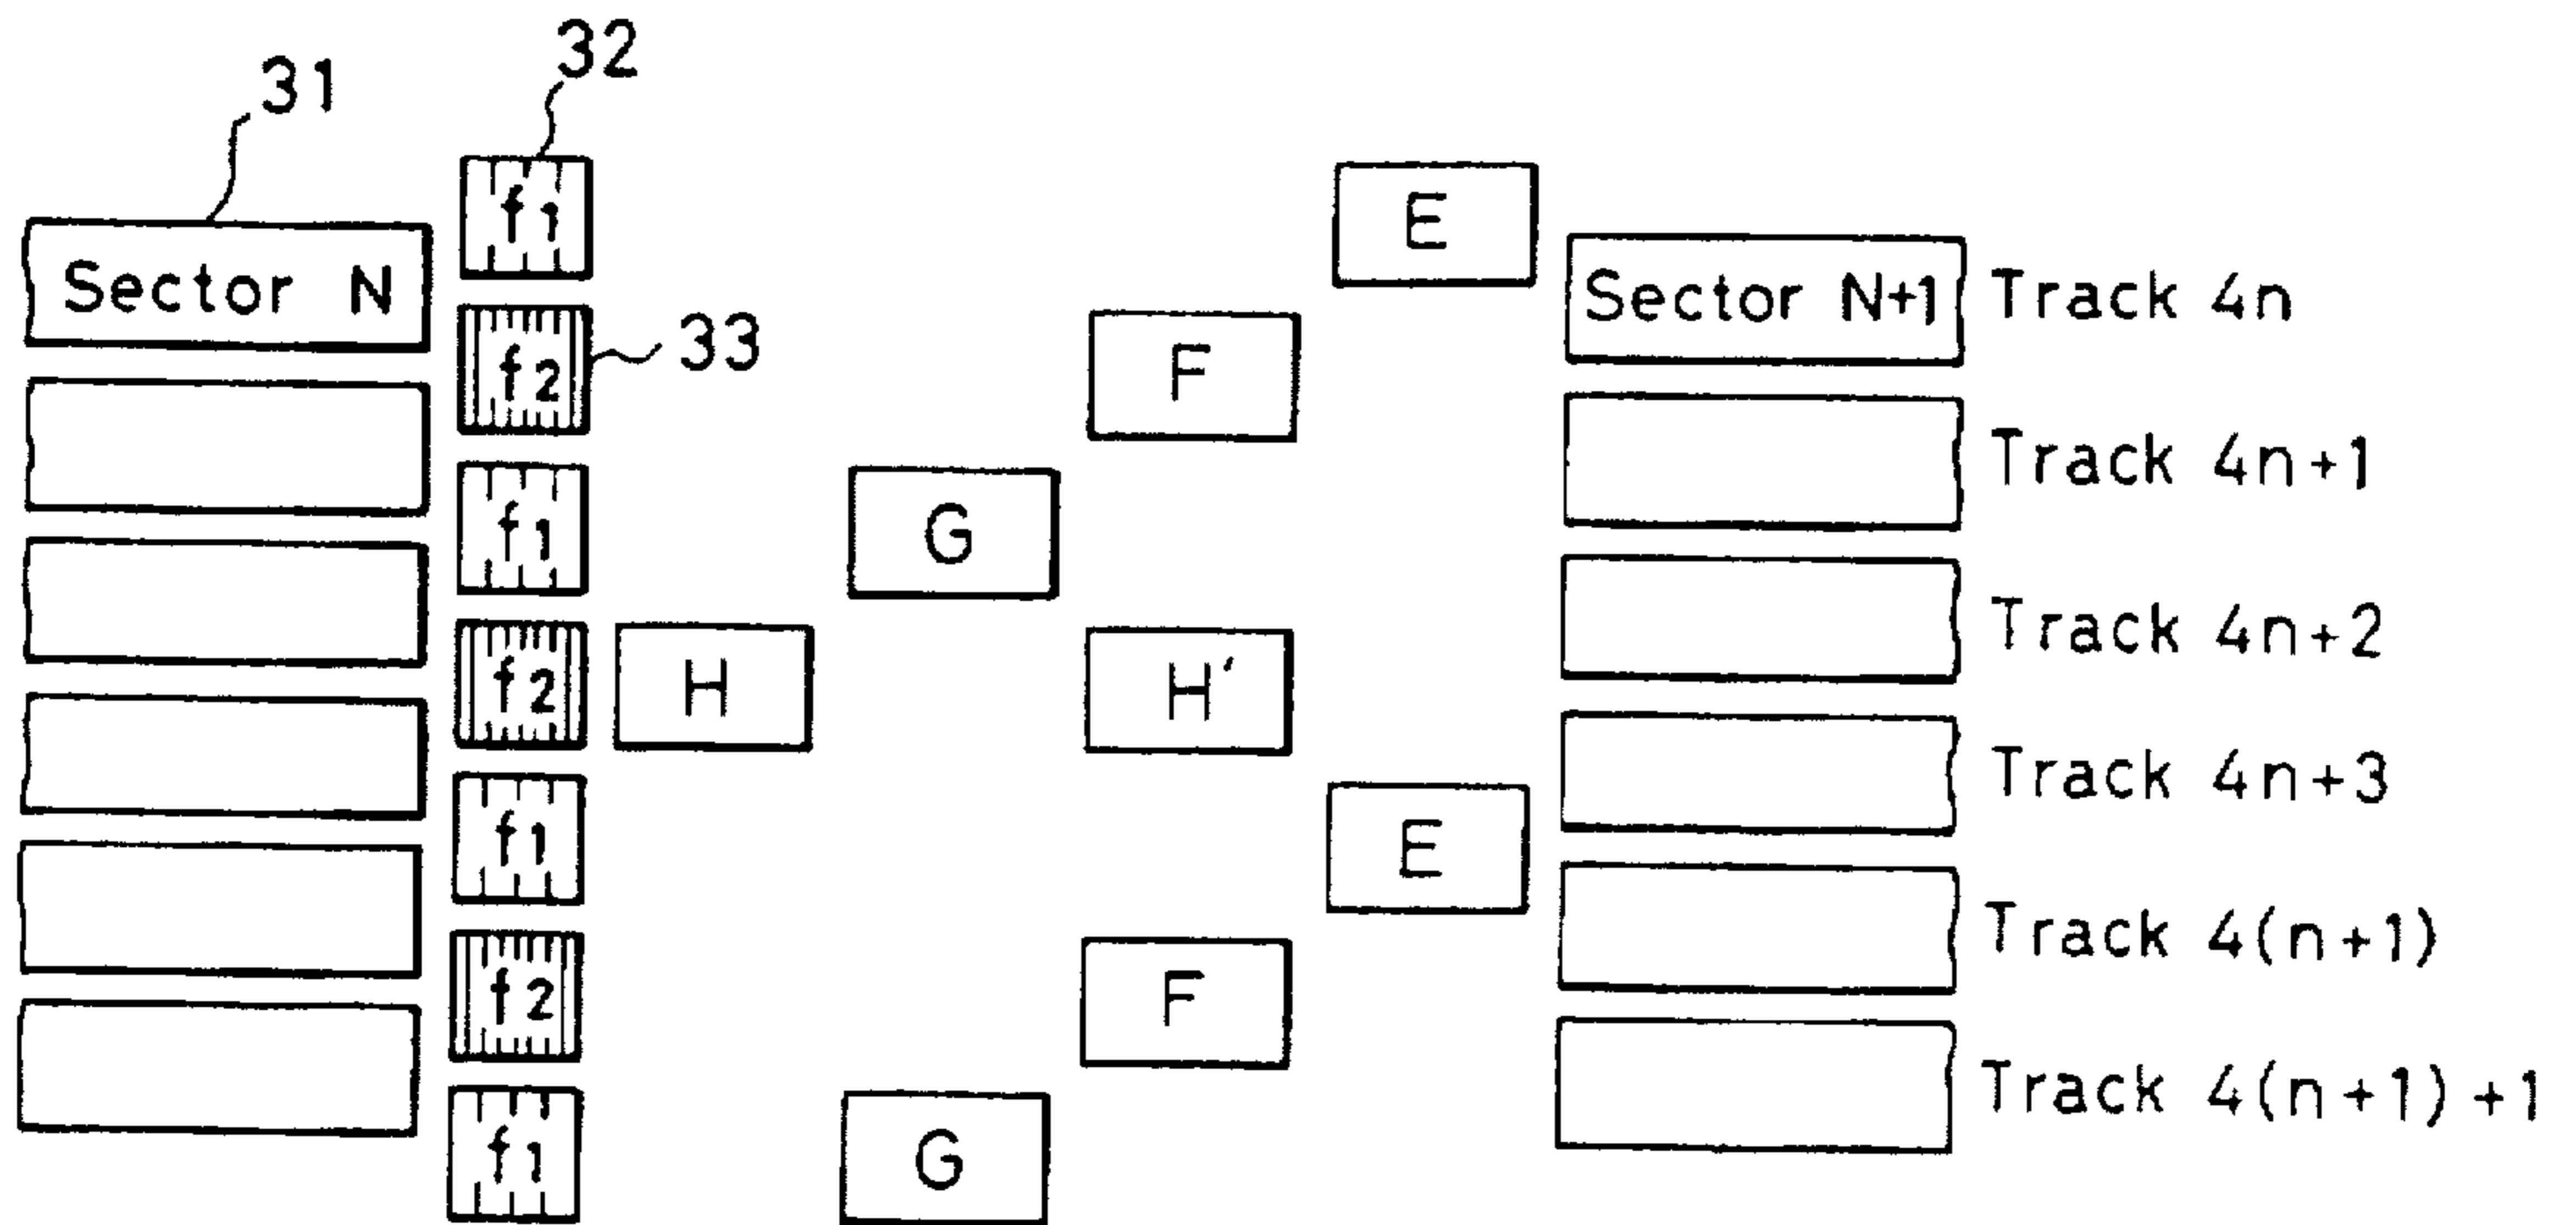 31
32
f1
E
Sector N
Sector N+1
Track 4n
f2
33
F
Track 4n+1
f1
G
Track 4n+2
f2
H
H'
Track 4n+3
f1
E
Track 4(n+1)
f2
F
Track 4(n+1)+1
f1
G